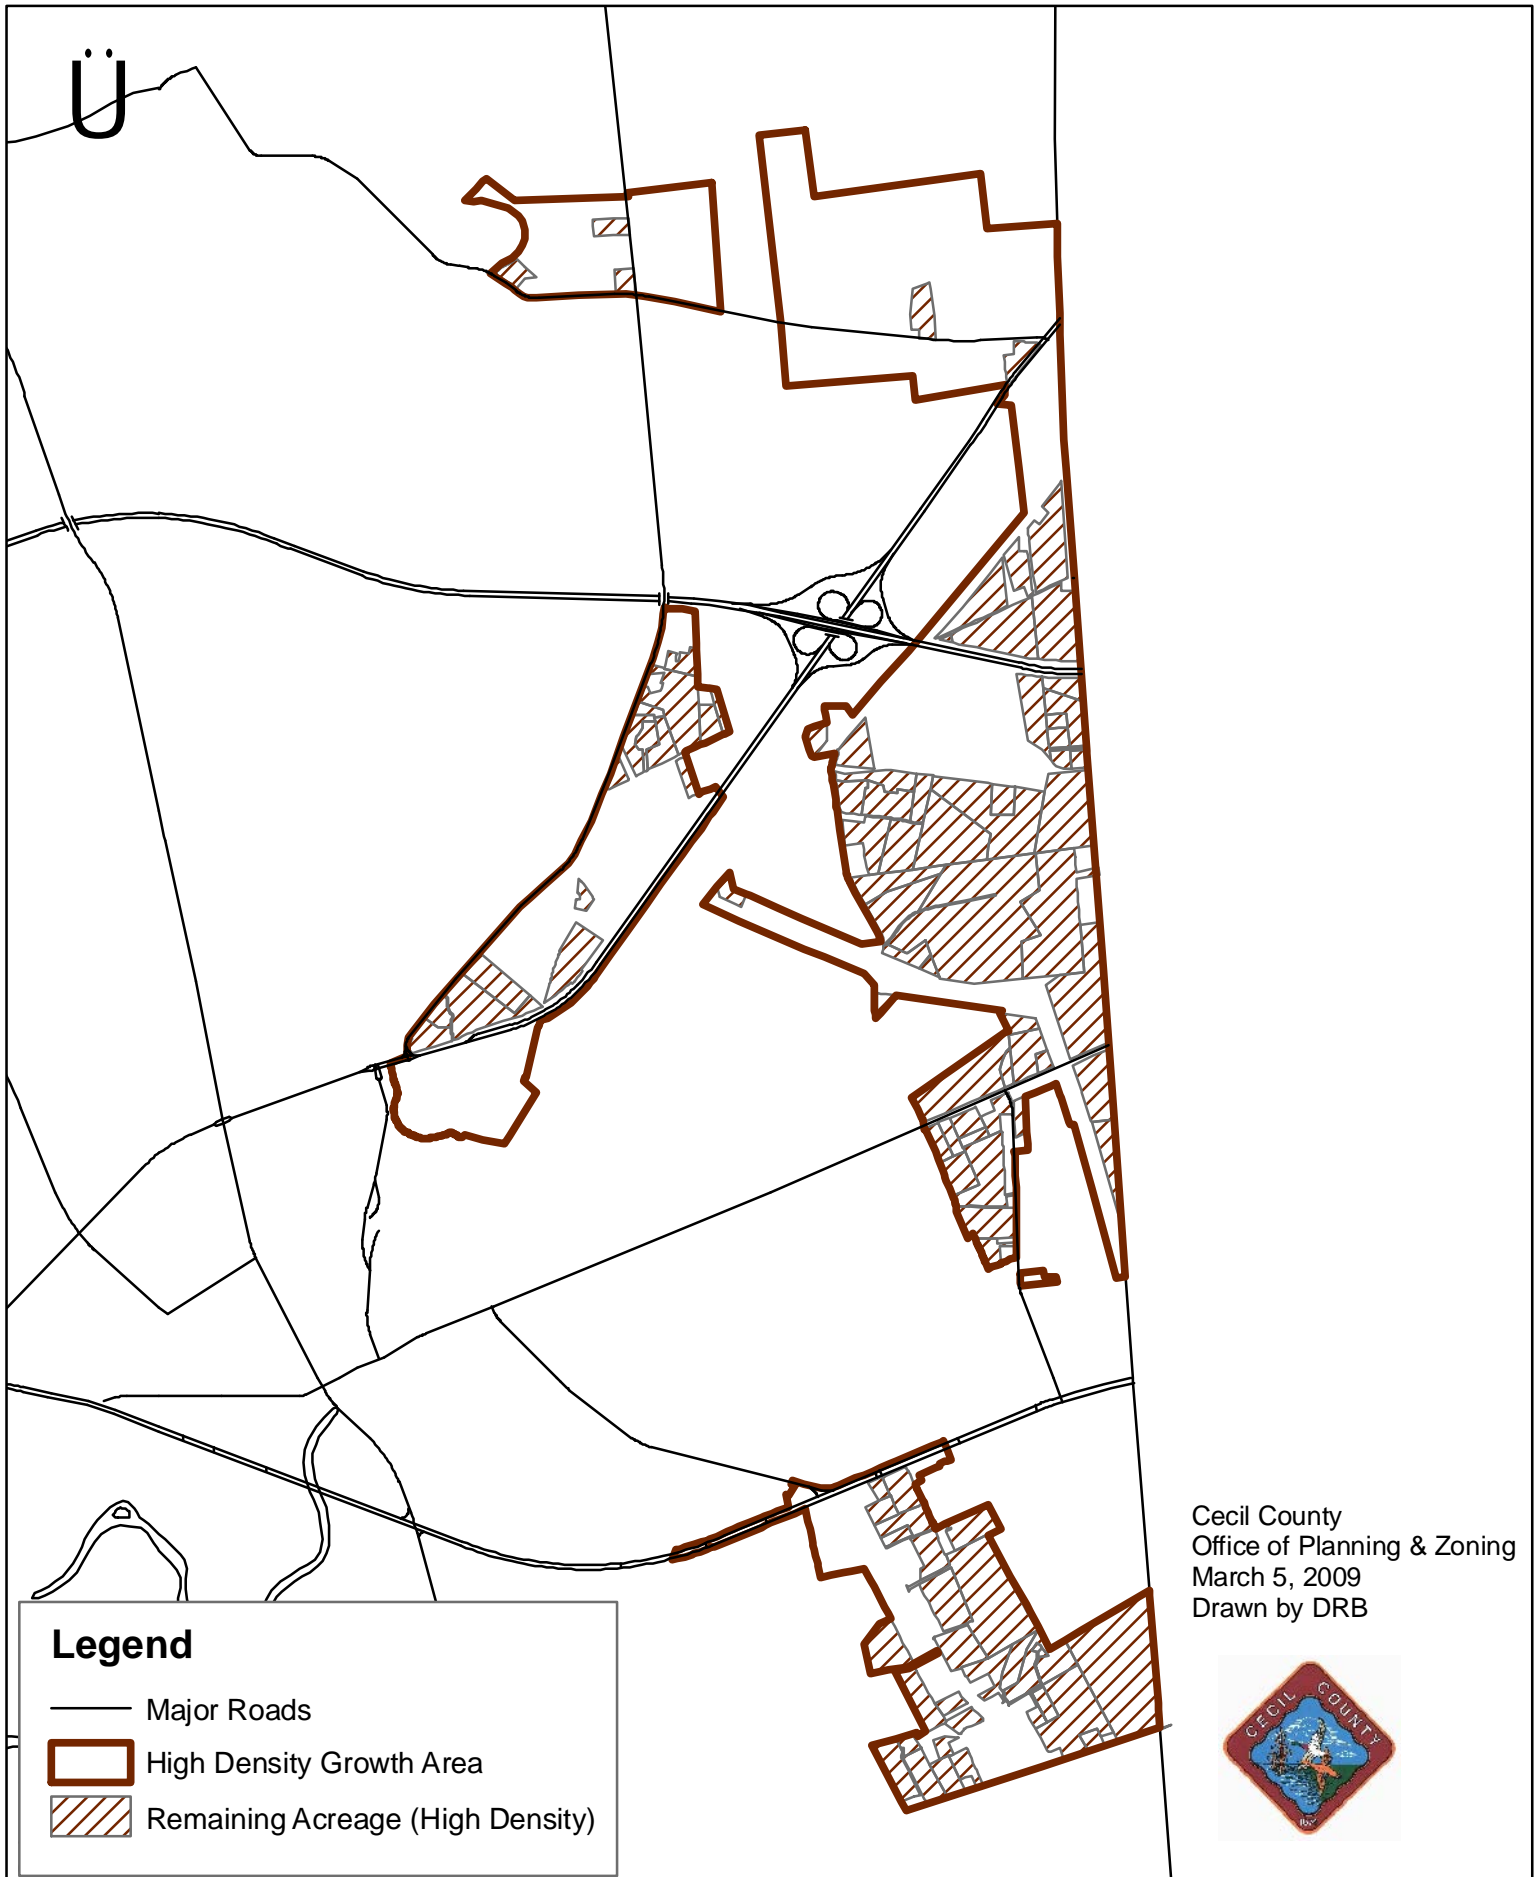 Ü
Cecil County
Office of Planning & Zoning
March 5, 2009
Drawn by DRB
Legend
Major Roads
High Density Growth Area
Remaining Acreage (High Density)
CECIL COUNTY